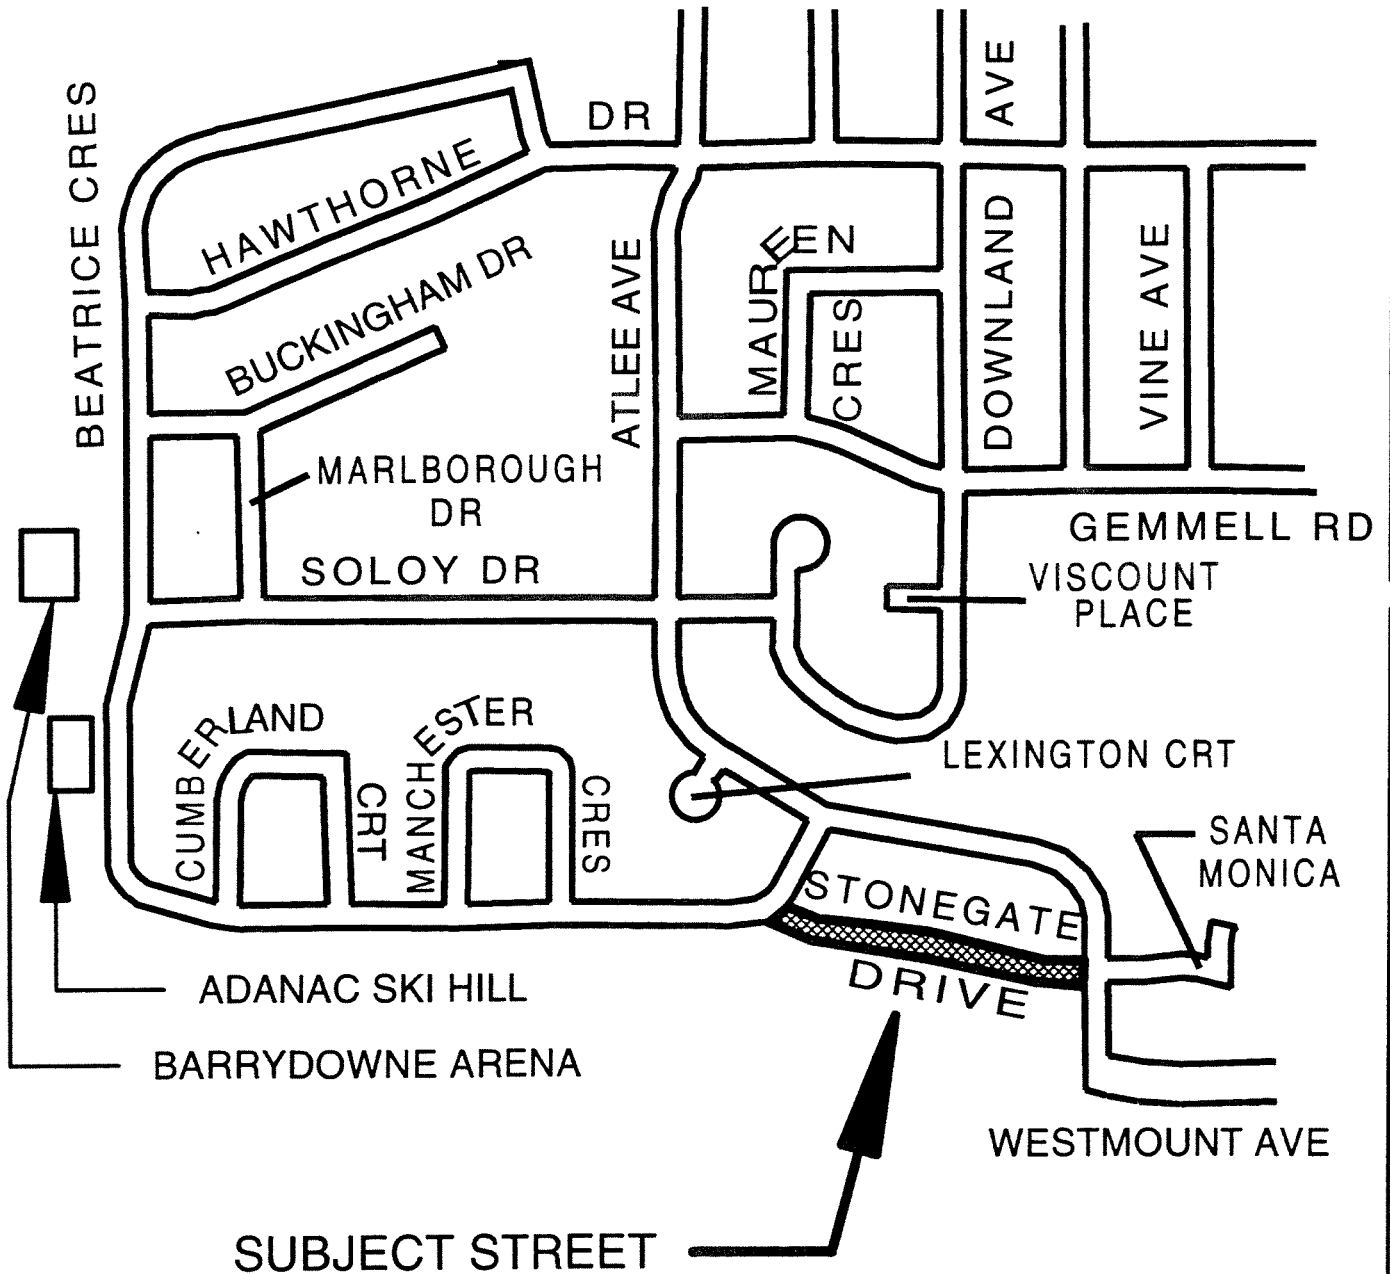 DR
AVE
BEATRICE CRES
HAWTHORNE
BUCKINGHAM DR
ATLEE AVE
MAUREEN
CRES
DOWNLAND
VINE AVE
MARLBOROUGH
DR
SOLOY DR
GEMMELL RD
VISCOUNT
PLACE
CUMBERLAND
CRT
MANCHESTER
CRES
LEXINGTON CRT
SANTA
MONICA
STONEGATE
DRIVE
ADANAC SKI HILL
BARRYDOWNE ARENA
WESTMOUNT AVE
SUBJECT STREET